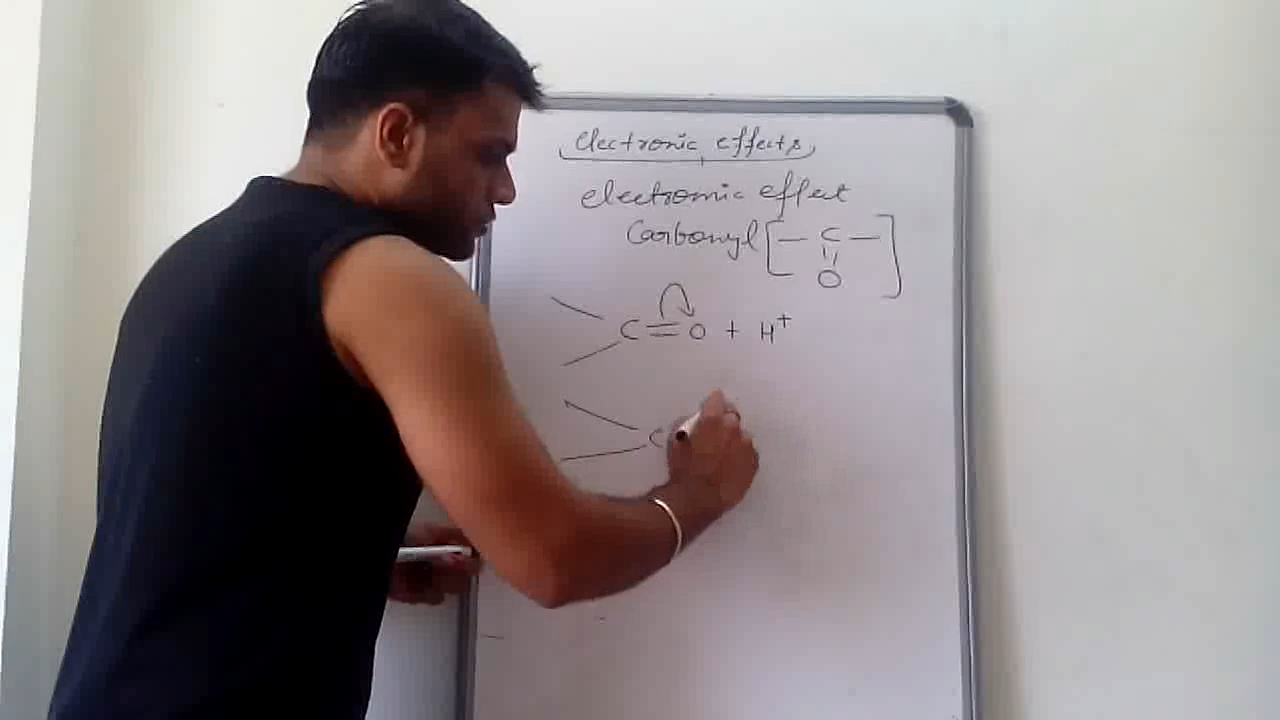 electronic effects
electromic effect
Carbonyl [— C —]
||
O
C = O + H+
C